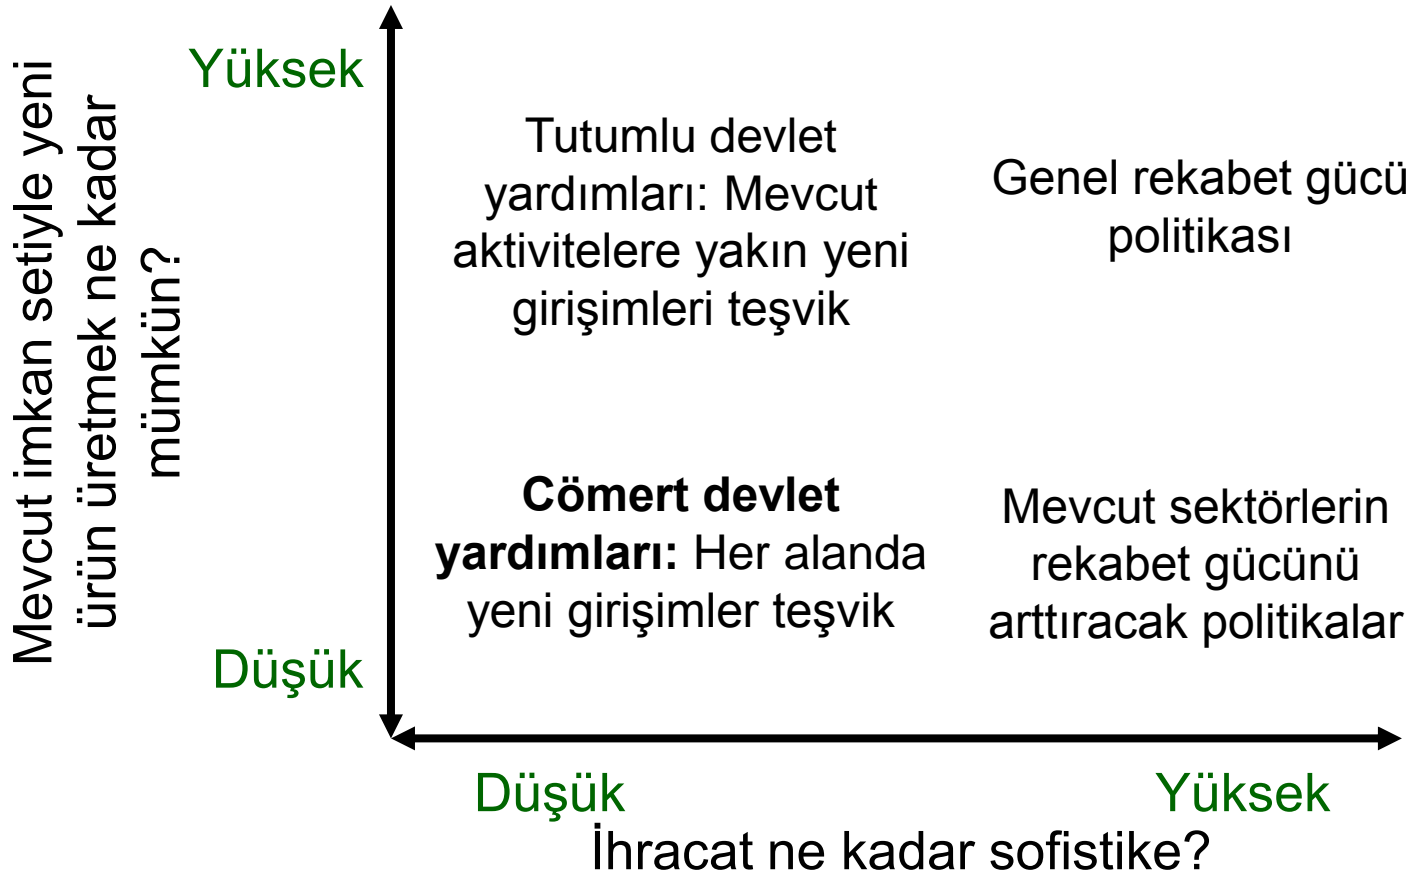 Mevcut imkan setiyle yeni
ürün üretmek ne kadar
mümkün?
Yüksek
Tutumlu devlet
yardımları: Mevcut
aktivitelere yakın yeni
girişimleri teşvik
Genel rekabet gücü
politikası
Cömert devlet
yardımları: Her alanda
yeni girişimler teşvik
Mevcut sektörlerin
rekabet gücünü
arttıracak politikalar
Düşük
Düşük
Yüksek
İhracat ne kadar sofistike?